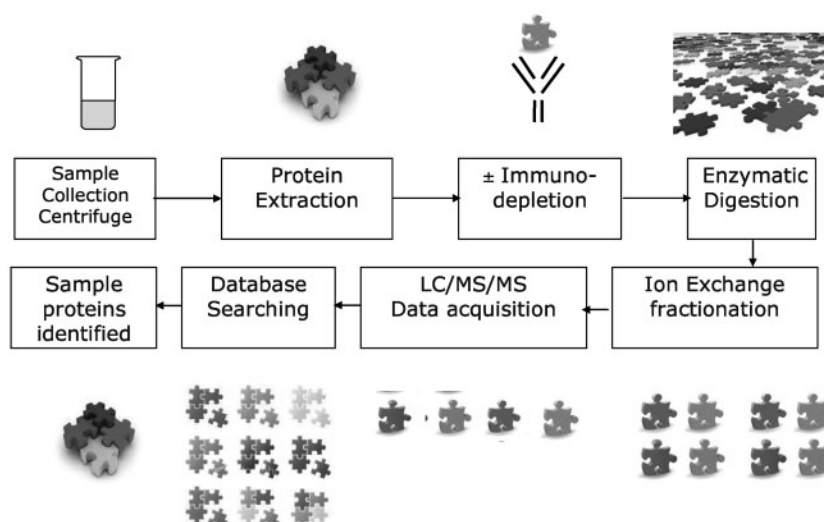 Sample
Collection
Centrifuge
Protein
Extraction
± Immuno-
depletion
Enzymatic
Digestion
Ion Exchange
fractionation
LC/MS/MS
Data acquisition
Database
Searching
Sample
proteins
identified